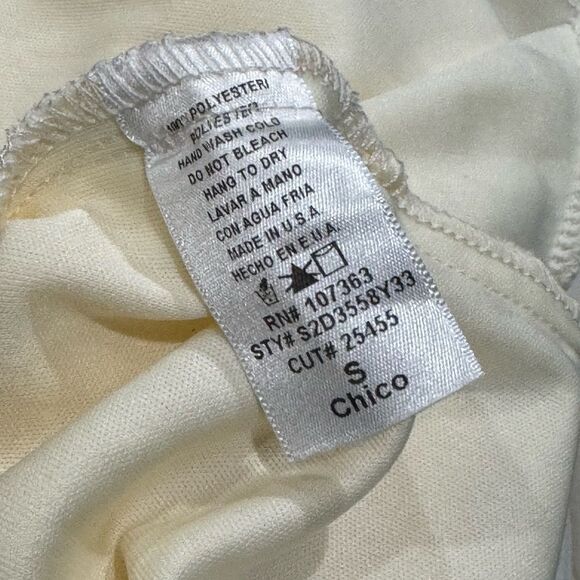 100% POLYESTER/
POLYESTER
HAND WASH COLD
DO NOT BLEACH
HANG TO DRY
LAVAR A MANO
CON AGUA FRIA
MADE IN U.S.A.
HECHO EN E.U.A.
RN# 107363
STY# S2D3558Y33
CUT# 25455
S
Chico